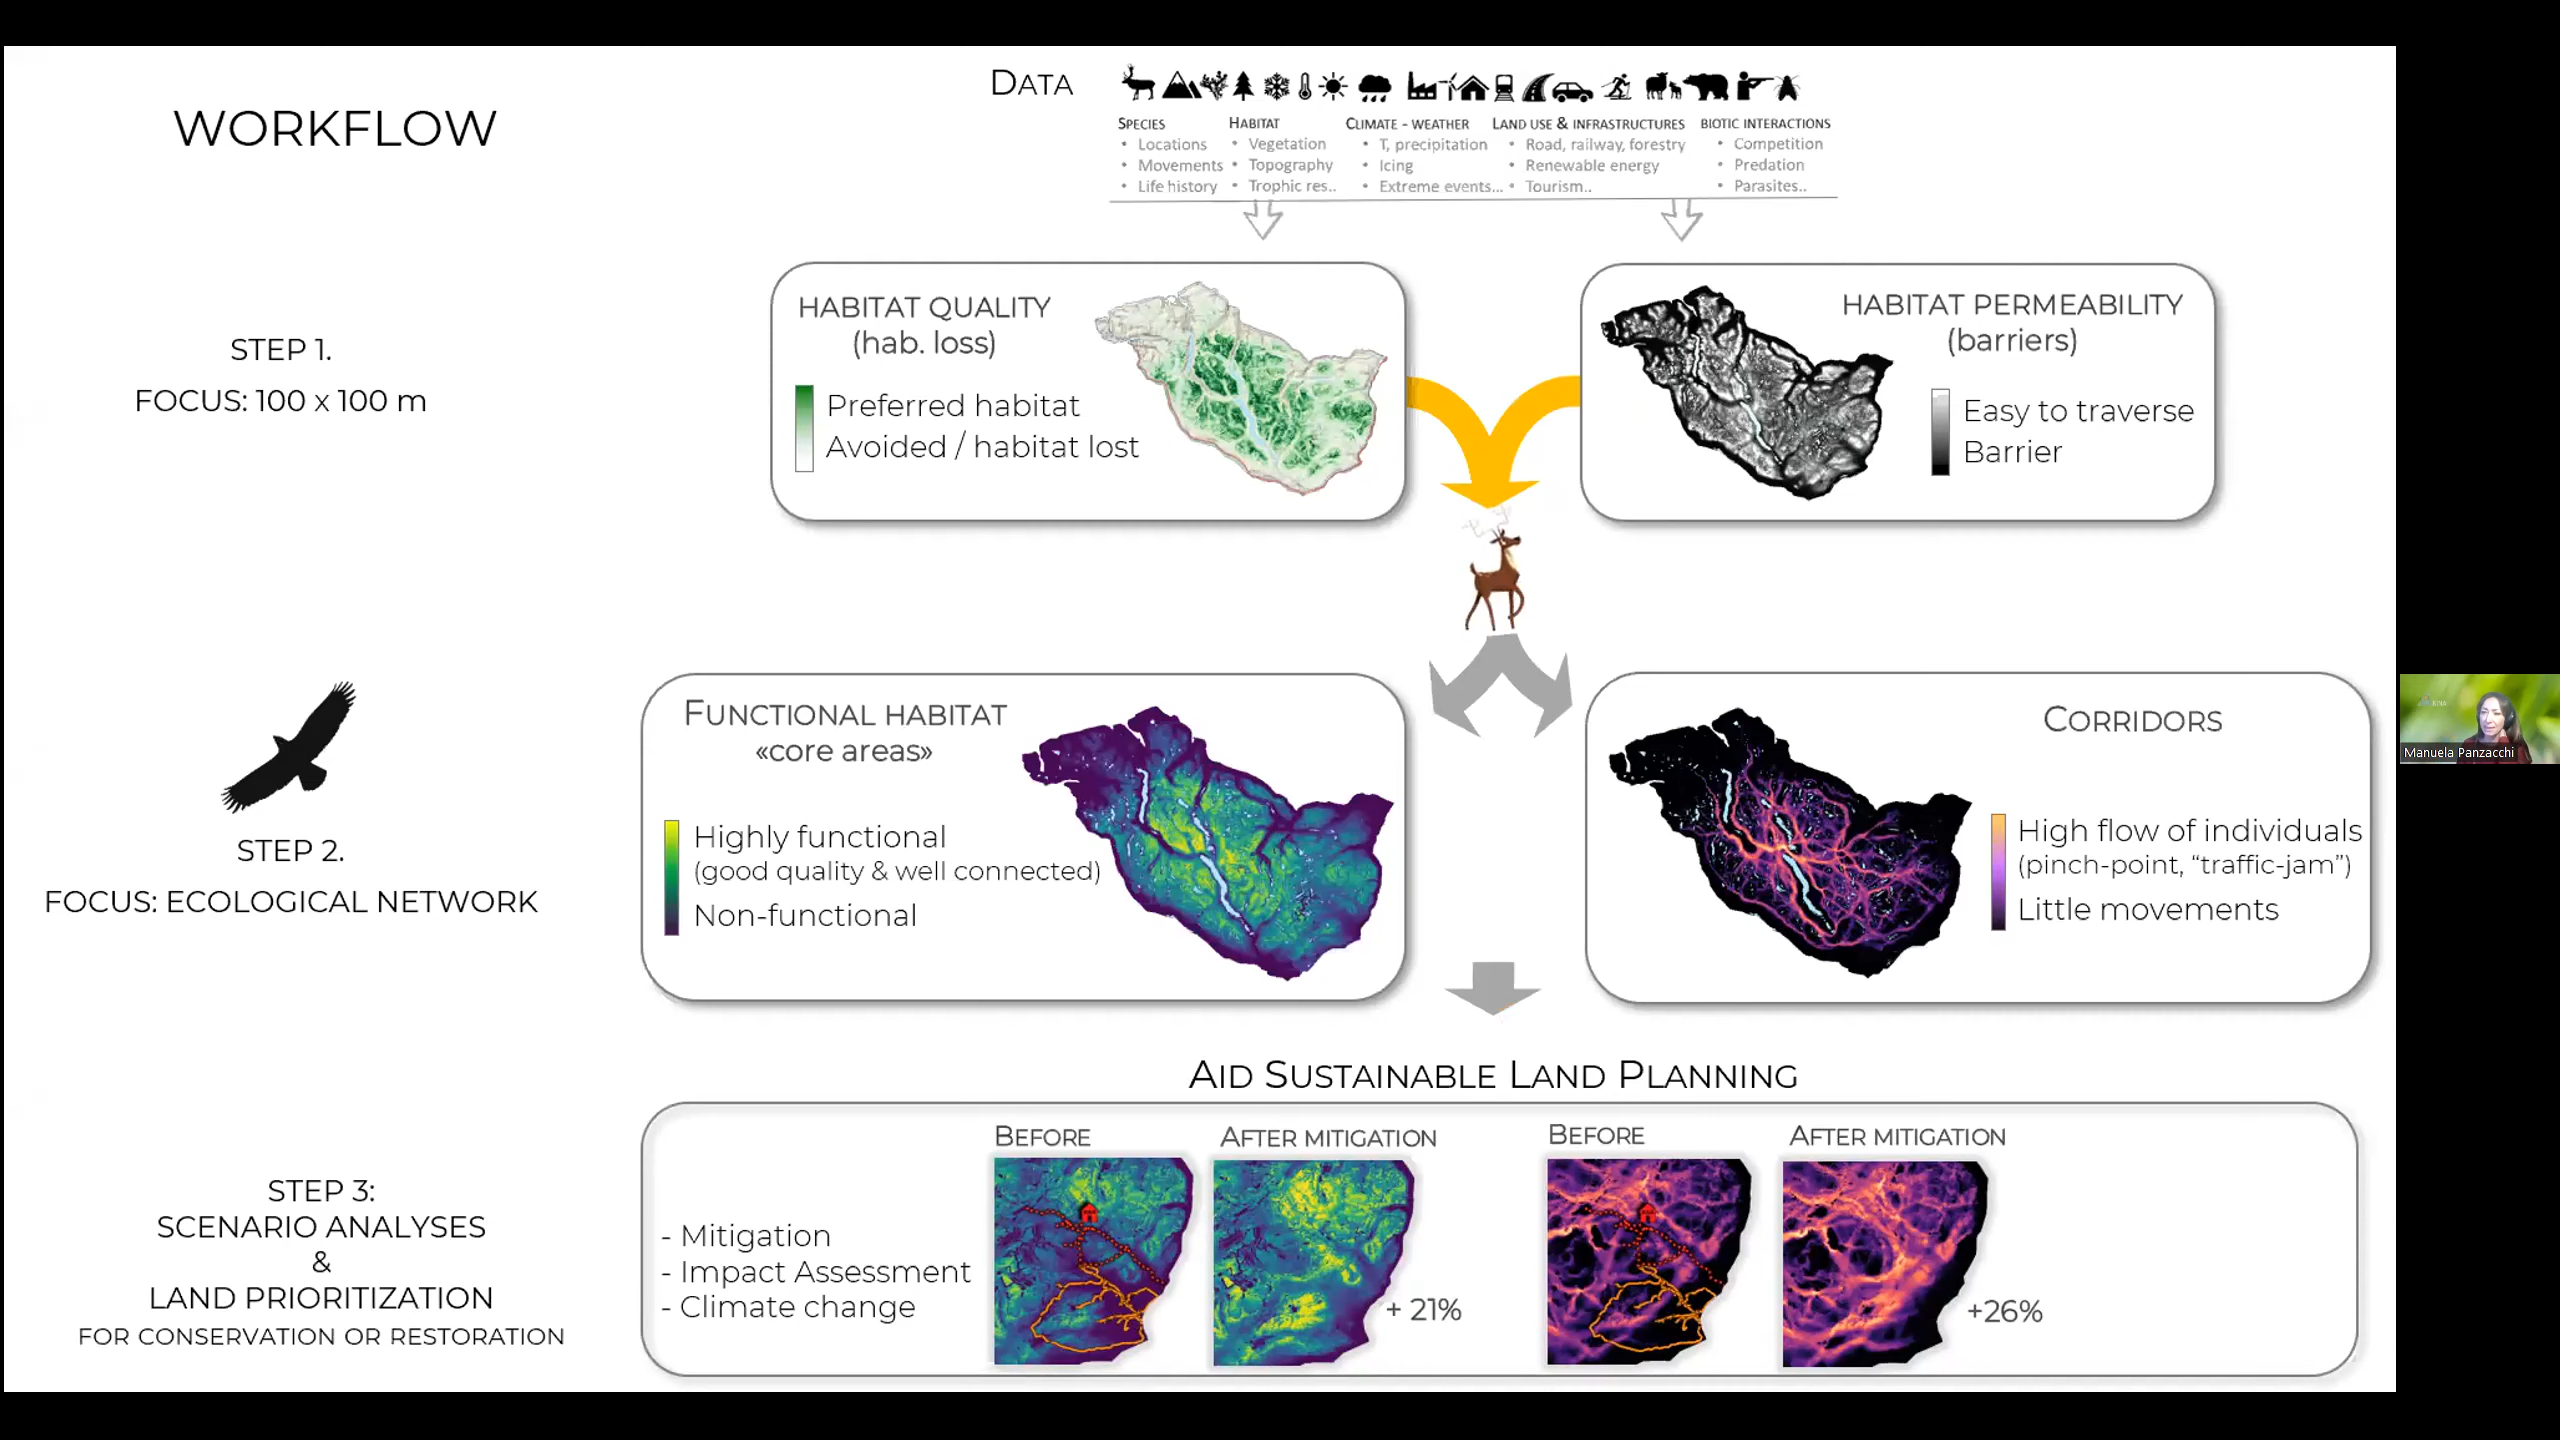 WORKFLOW
DATA
SPECIES
• Locations
• Movements
• Life history
HABITAT
• Vegetation
• Topography
• Trophic res..
CLIMATE - WEATHER
• T, precipitation
• Icing
• Extreme events...
LAND USE & INFRASTRUCTURES
• Road, railway, forestry
• Renewable energy
• Tourism..
BIOTIC INTERACTIONS
• Competition
• Predation
• Parasites..
STEP 1.
FOCUS: 100 x 100 m
HABITAT QUALITY
(hab. loss)
Preferred habitat
Avoided / habitat lost
HABITAT PERMEABILITY
(barriers)
Easy to traverse
Barrier
STEP 2.
FOCUS: ECOLOGICAL NETWORK
FUNCTIONAL HABITAT
«core areas»
Highly functional
(good quality & well connected)
Non-functional
CORRIDORS
High flow of individuals
(pinch-point, “traffic-jam”)
Little movements
Manuela Panzacchi
AID SUSTAINABLE LAND PLANNING
STEP 3:
SCENARIO ANALYSES
&
LAND PRIORITIZATION
FOR CONSERVATION OR RESTORATION
- Mitigation
- Impact Assessment
- Climate change
BEFORE
AFTER MITIGATION
+ 21%
BEFORE
AFTER MITIGATION
+26%